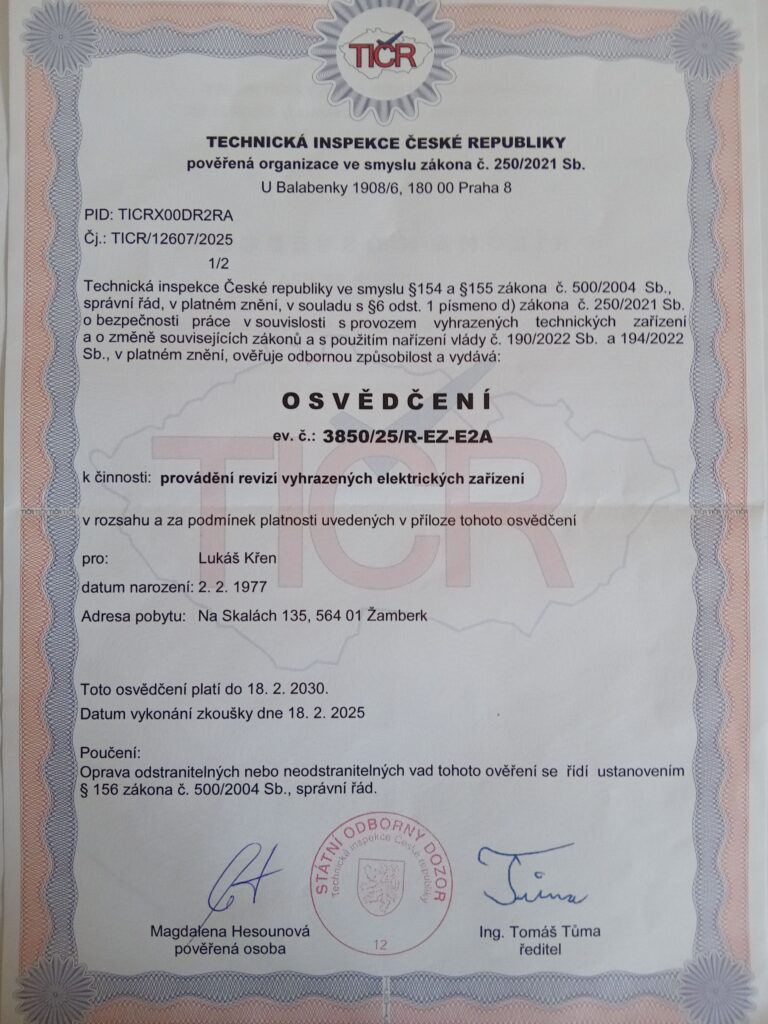 TIČR
TECHNICKÁ INSPEKCE ČESKÉ REPUBLIKY
pověřená organizace ve smyslu zákona č. 250/2021 Sb.
U Balabenky 1908/6, 180 00 Praha 8
PID: TICRX00DR2RA
Čj.: TICR/12607/2025
1/2
Technická inspekce České republiky ve smyslu §154 a §155 zákona č. 500/2004 Sb.,
správní řád, v platném znění, v souladu s §6 odst. 1 písmeno d) zákona č. 250/2021 Sb.
o bezpečnosti práce v souvislosti s provozem vyhrazených technických zařízení
a o změně souvisejících zákonů a s použitím nařízení vlády č. 190/2022 Sb. a 194/2022
Sb., v platném znění, ověřuje odbornou způsobilost a vydává:
OSVĚDČENÍ
ev. č.: 3850/25/R-EZ-E2A
k činnosti: provádění revizí vyhrazených elektrických zařízení
v rozsahu a za podmínek platnosti uvedených v příloze tohoto osvědčení
pro: Lukáš Křen
datum narození: 2. 2. 1977
Adresa pobytu: Na Skalách 135, 564 01 Žamberk
Toto osvědčení platí do 18. 2. 2030.
Datum vykonání zkoušky dne 18. 2. 2025
Poučení:
Oprava odstranitelných nebo neodstranitelných vad tohoto ověření se řídí ustanovením
§ 156 zákona č. 500/2004 Sb., správní řád.
STÁTNÍ ODBORNÝ DOZOR
Technická inspekce České republiky
12
Tůma
Magdalena Hesounová
pověřená osoba
Ing. Tomáš Tůma
ředitel